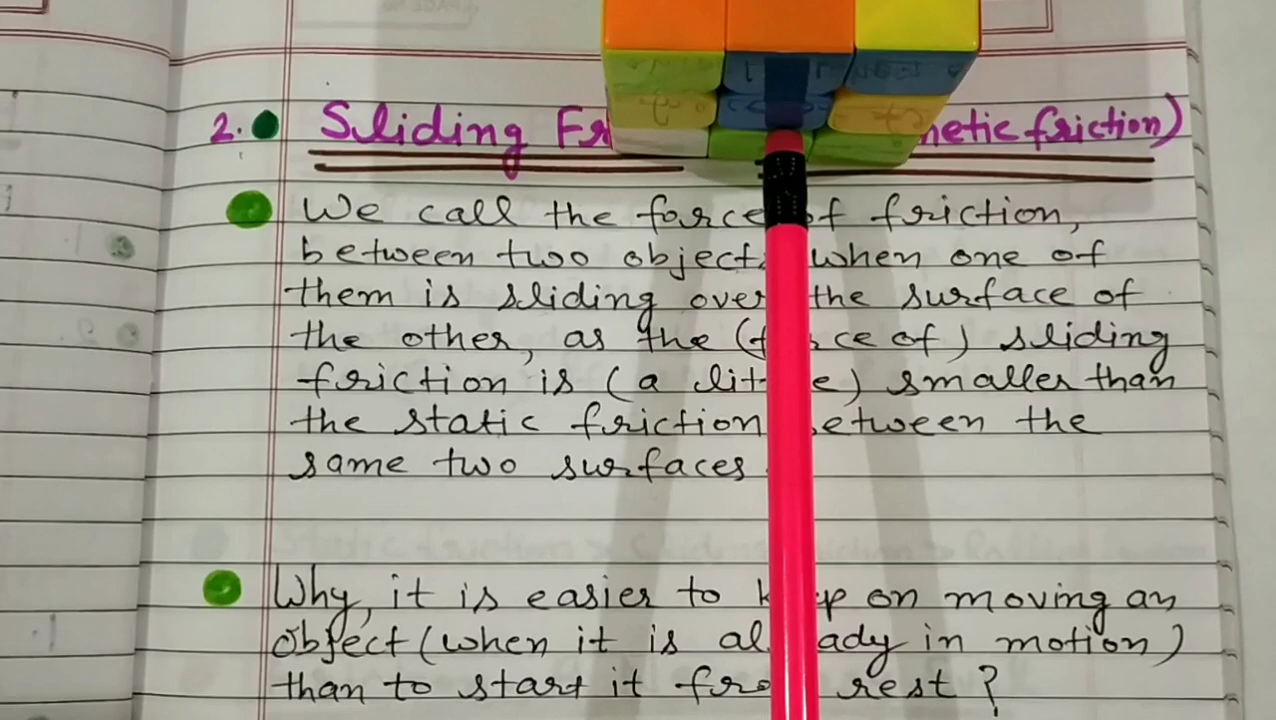 2. Sliding Fr netic friction)
We call the force of friction,
between two object when one of
them is sliding over the surface of
the other, as the (f ce of) sliding
friction is (a lit e) smaller than
the static friction etween the
same two surfaces
Why, it is easier to k p on moving an
object (when it is al ady in motion)
than to start it fro rest?